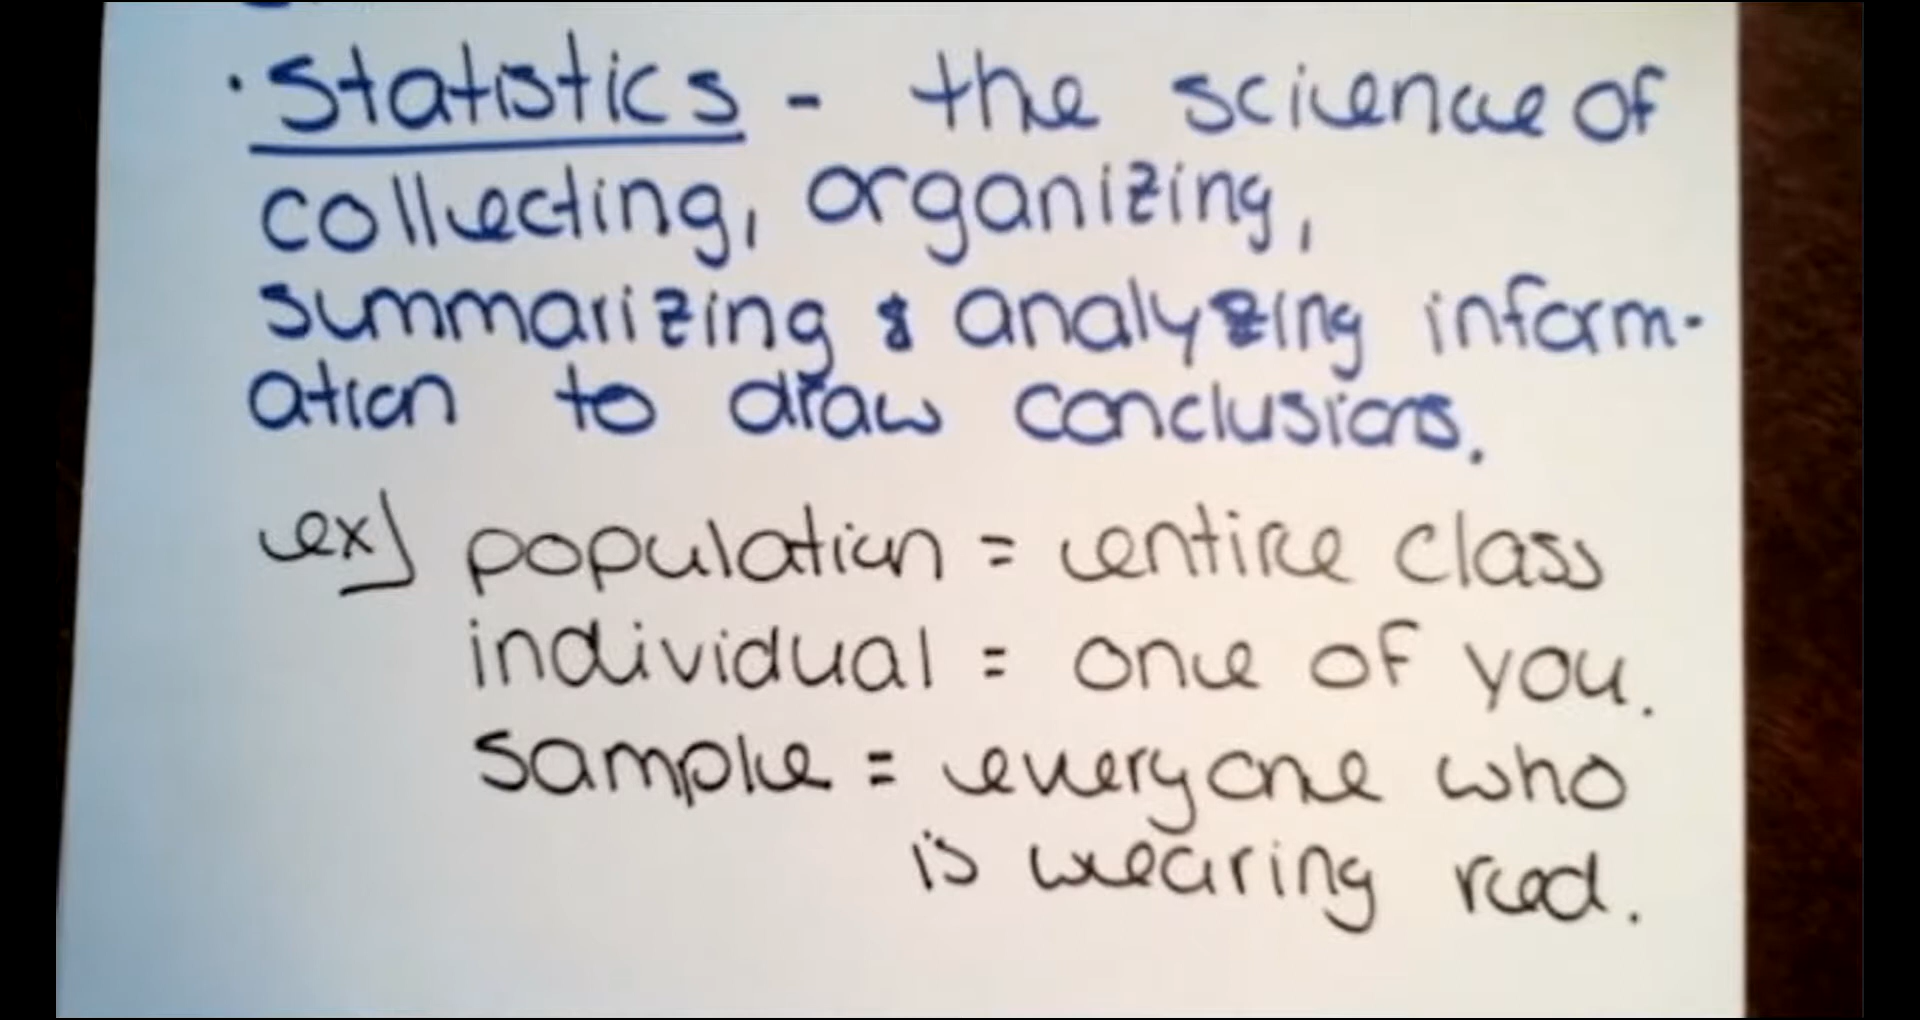 · Statistics - the science of
collecting, organizing,
summarizing & analyzing inform-
ation to draw conclusions.
ex) population = entire class
individual = one of you.
sample = everyone who
is wearing red.